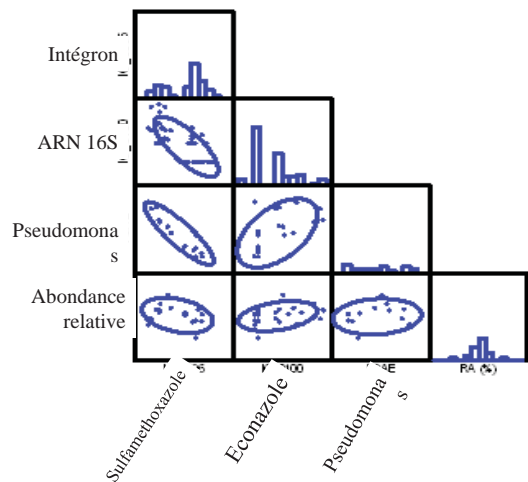 Intégron
ARN 16S
Pseudomona
s
Abondance
relative
RA (%)
Sulfamethoxazole
Econazole
Pseudomona
s